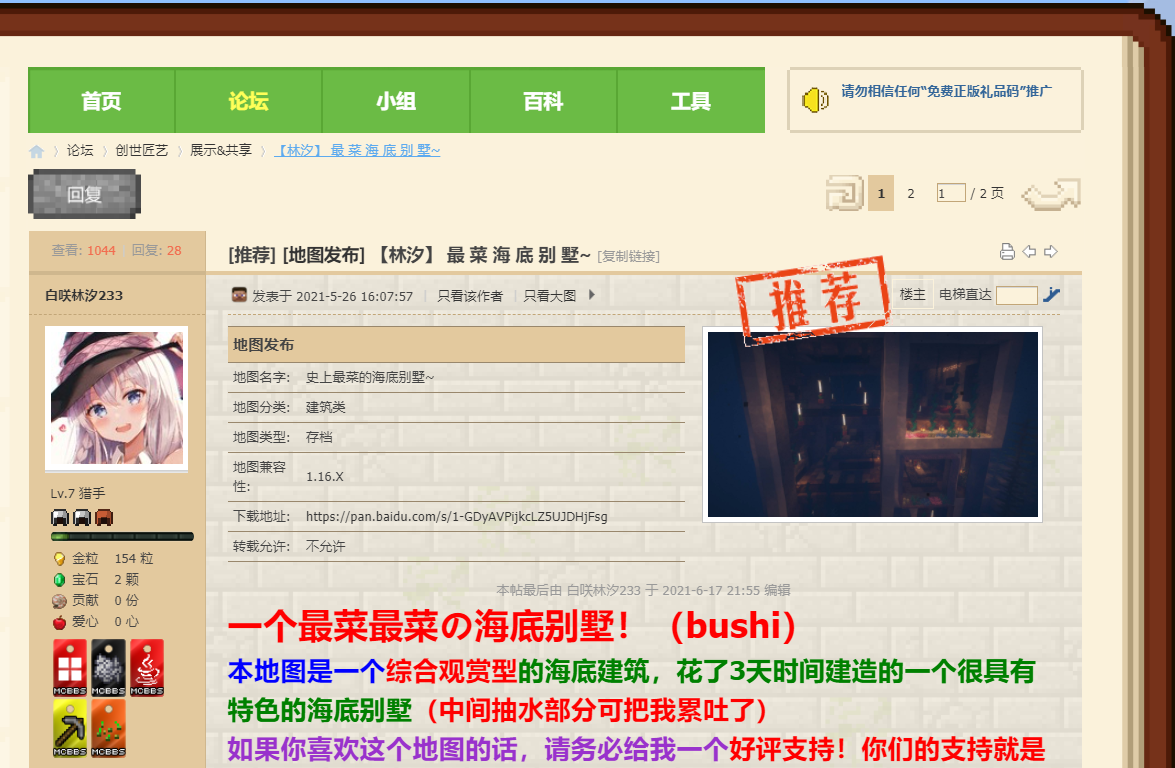 首页
论坛
小组
百科
工具
请勿相信任何“免费正版礼品码”推广
论坛 〉 创世匠艺 〉 展示&共享 〉 【林汐】 最 菜 海 底 别 墅~
回复
1 2 1 / 2 页
查看: 1044 回复: 28
[推荐] [地图发布] 【林汐】 最 菜 海 底 别 墅~ [复制链接]
白咲林汐233
发表于 2021-5-26 16:07:57 | 只看该作者 | 只看大图
推荐
楼主 电梯直达
地图发布
地图名字: 史上最菜的海底别墅~
地图分类: 建筑类
地图类型: 存档
地图兼容
性: 1.16.X
下载地址: https://pan.baidu.com/s/1-GDyAVPijkcLZ5UJDHjFsg
转载允许: 不允许
Lv.7 猎手
金粒 154 粒
宝石 2 颗
贡献 0 份
爱心 0 心
MCBBS MCBBS MCBBS
MCBBS MCBBS
本帖最后由 白咲林汐233 于 2021-6-17 21:55 编辑
一个最菜最菜の海底别墅！（bushi）
本地图是一个综合观赏型的海底建筑，花了3天时间建造的一个很具有
特色的海底别墅（中间抽水部分可把我累吐了）
如果你喜欢这个地图的话，请务必给我一个好评支持！你们的支持就是